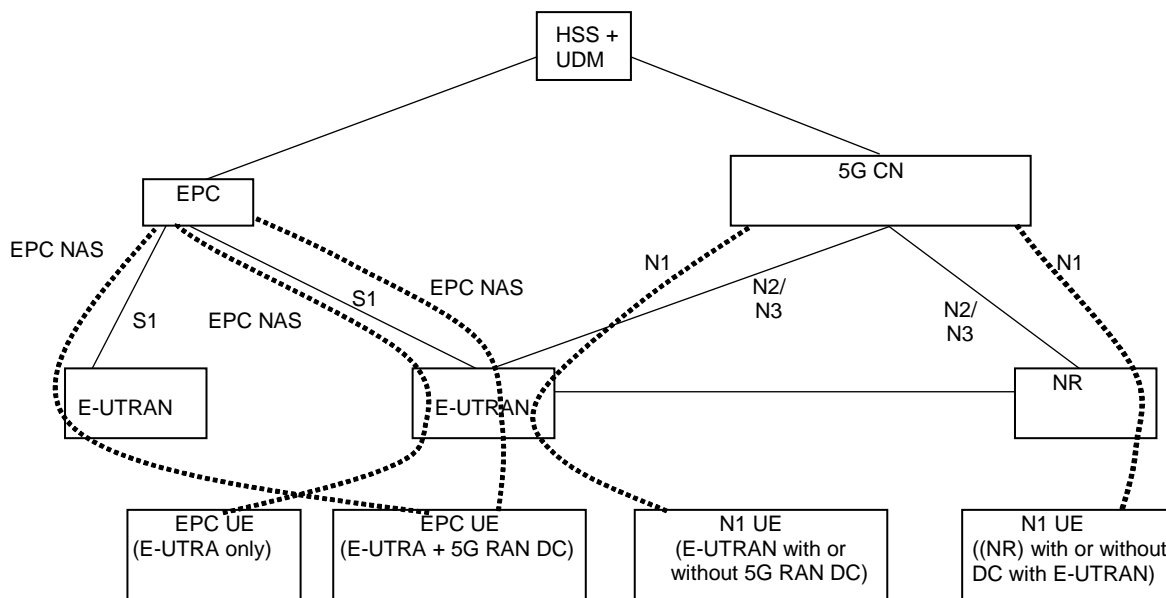 HSS +
UDM
EPC
5G CN
EPC NAS
S1
EPC NAS
S1
EPC NAS
N1
N2/
N3
N2/
N3
N1
E-UTRAN
E-UTRAN
NR
EPC UE
(E-UTRA only)
EPC UE
(E-UTRA + 5G RAN DC)
N1 UE
(E-UTRAN with or
without 5G RAN DC)
N1 UE
((NR) with or without
DC with E-UTRAN)